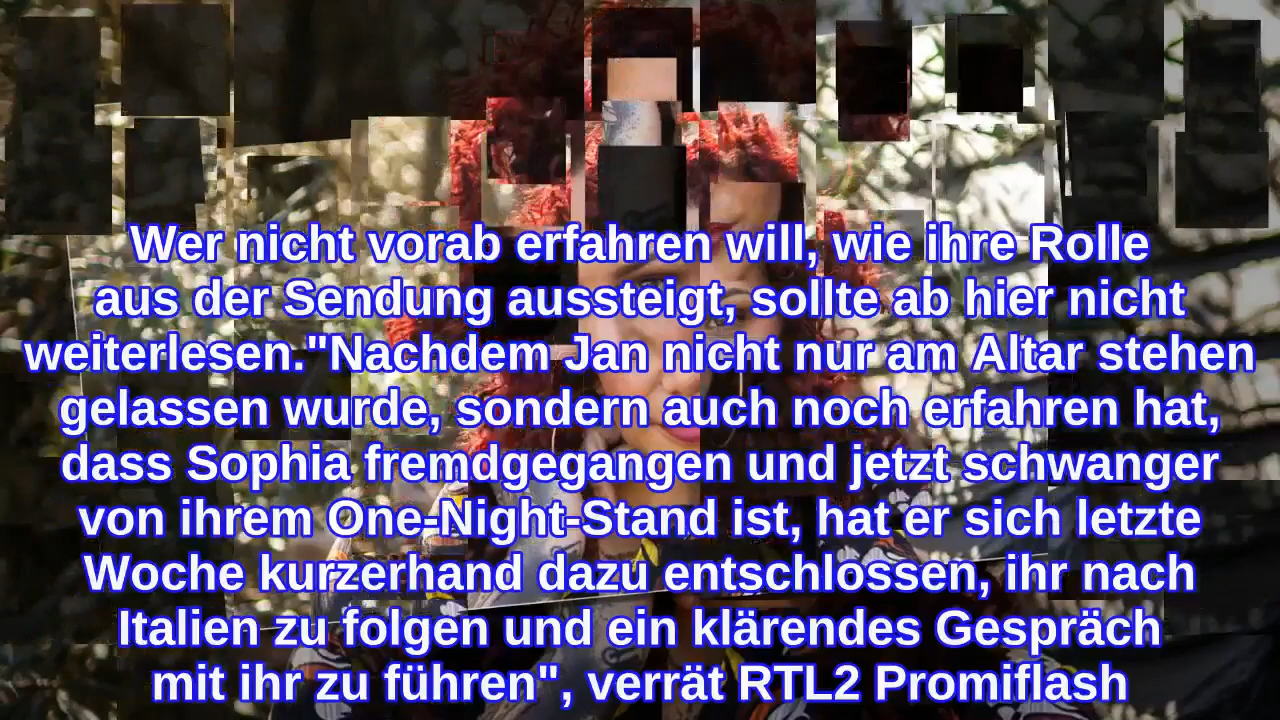 Wer nicht vorab erfahren will, wie ihre Rolle
aus der Sendung aussteigt, sollte ab hier nicht
weiterlesen."Nachdem Jan nicht nur am Altar stehen
gelassen wurde, sondern auch noch erfahren hat,
dass Sophia fremdgegangen und jetzt schwanger
von ihrem One-Night-Stand ist, hat er sich letzte
Woche kurzerhand dazu entschlossen, ihr nach
Italien zu folgen und ein klärendes Gespräch
mit ihr zu führen", verrät RTL2 Promiflash